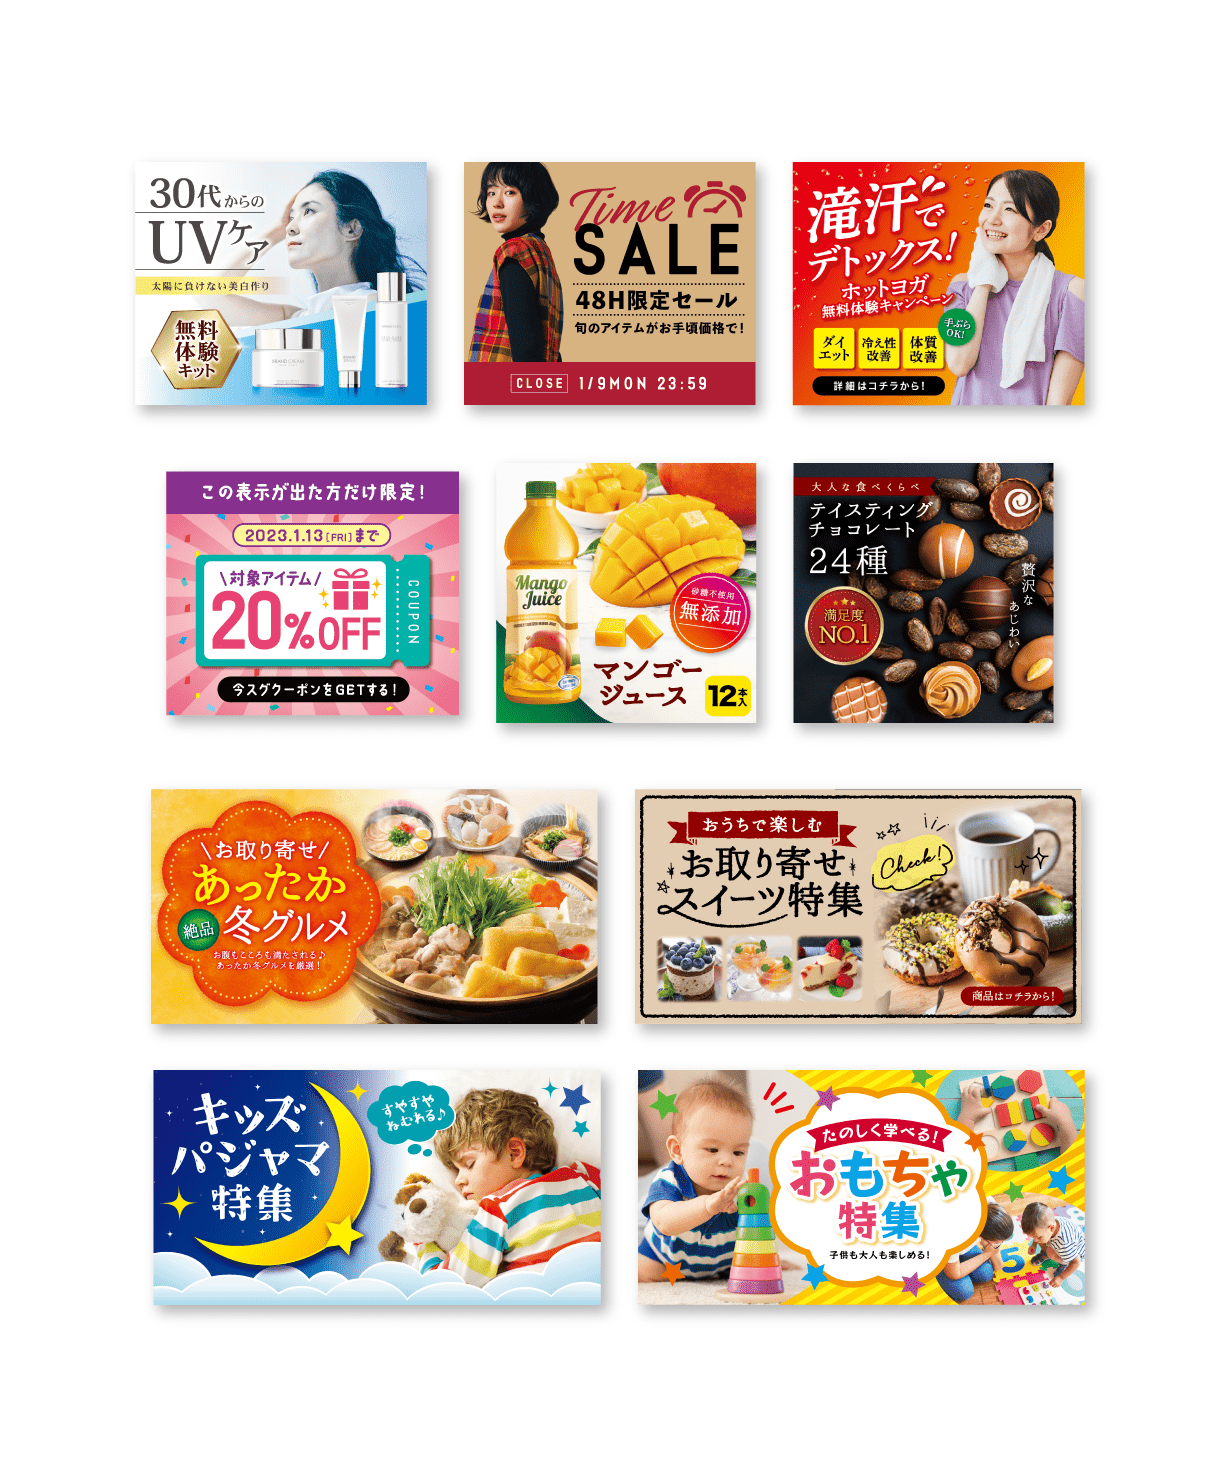 30代からの
UVケア
太陽に負けない美白作り
無料
体験
キット
Time
SALE
48H限定セール
旬のアイテムがお手頃価格で!
CLOSE 1/9MON 23:59
滝汗で
デトックス!
ホットヨガ
無料体験キャンペーン
手ぶら
OK!
ダイ
エット
冷え性
改善
体質
改善
詳細はコチラから!
この表示が出た方だけ限定!
2023.1.13[FRI]まで
\対象アイテム/
20%OFF
COUPON
今スグクーポンをGETする!
Mango
Juice
砂糖不使用
無添加
マンゴー
ジュース
12本入
大人な食べくらべ
テイスティング
チョコレート
24種
満足度
NO.1
贅沢な
あじわい
\お取り寄せ/
あったか
絶品
冬グルメ
お腹もこころも満たされる♪
あったか冬グルメを厳選!
おうちで楽しむ
お取り寄せ
スイーツ特集
Check!
商品はコチラから!
キッズ
パジャマ
特集
すやすや
ねむれる♪
たのしく学べる!
おもちゃ
特集
子供も大人も楽しめる!
5